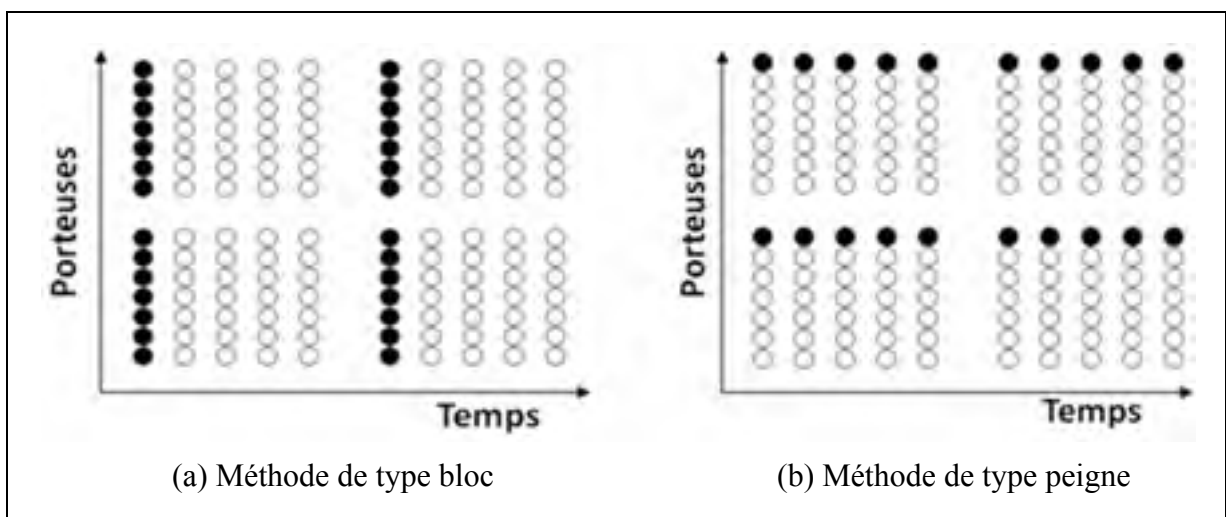 Porteuses
Temps
(a) Méthode de type bloc
Porteuses
Temps
(b) Méthode de type peigne